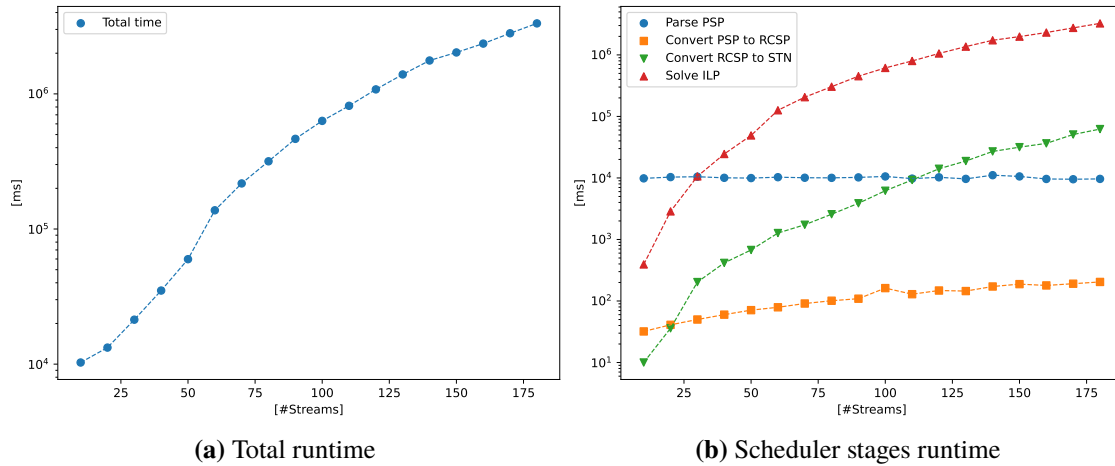 Total time
10^6
10^5
10^4
[ms]
25 50 75 100 125 150 175
[#Streams]
(a) Total runtime
Parse PSP
Convert PSP to RCSP
Convert RCSP to STN
Solve ILP
10^6
10^5
10^4
10^3
10^2
10^1
[ms]
25 50 75 100 125 150 175
[#Streams]
(b) Scheduler stages runtime